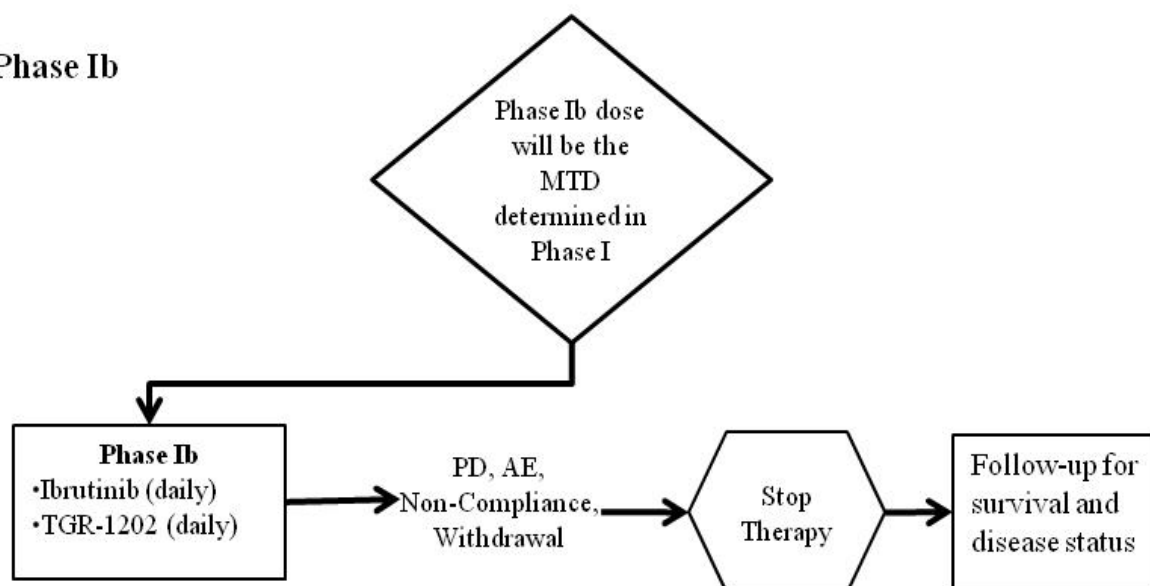 Phase Ib
Phase Ib dose
will be the
MTD
determined in
Phase I
Phase Ib
•Ibrutinib (daily)
•TGR-1202 (daily)
PD, AE,
Non-Compliance,
Withdrawal
Stop
Therapy
Follow-up for
survival and
disease status